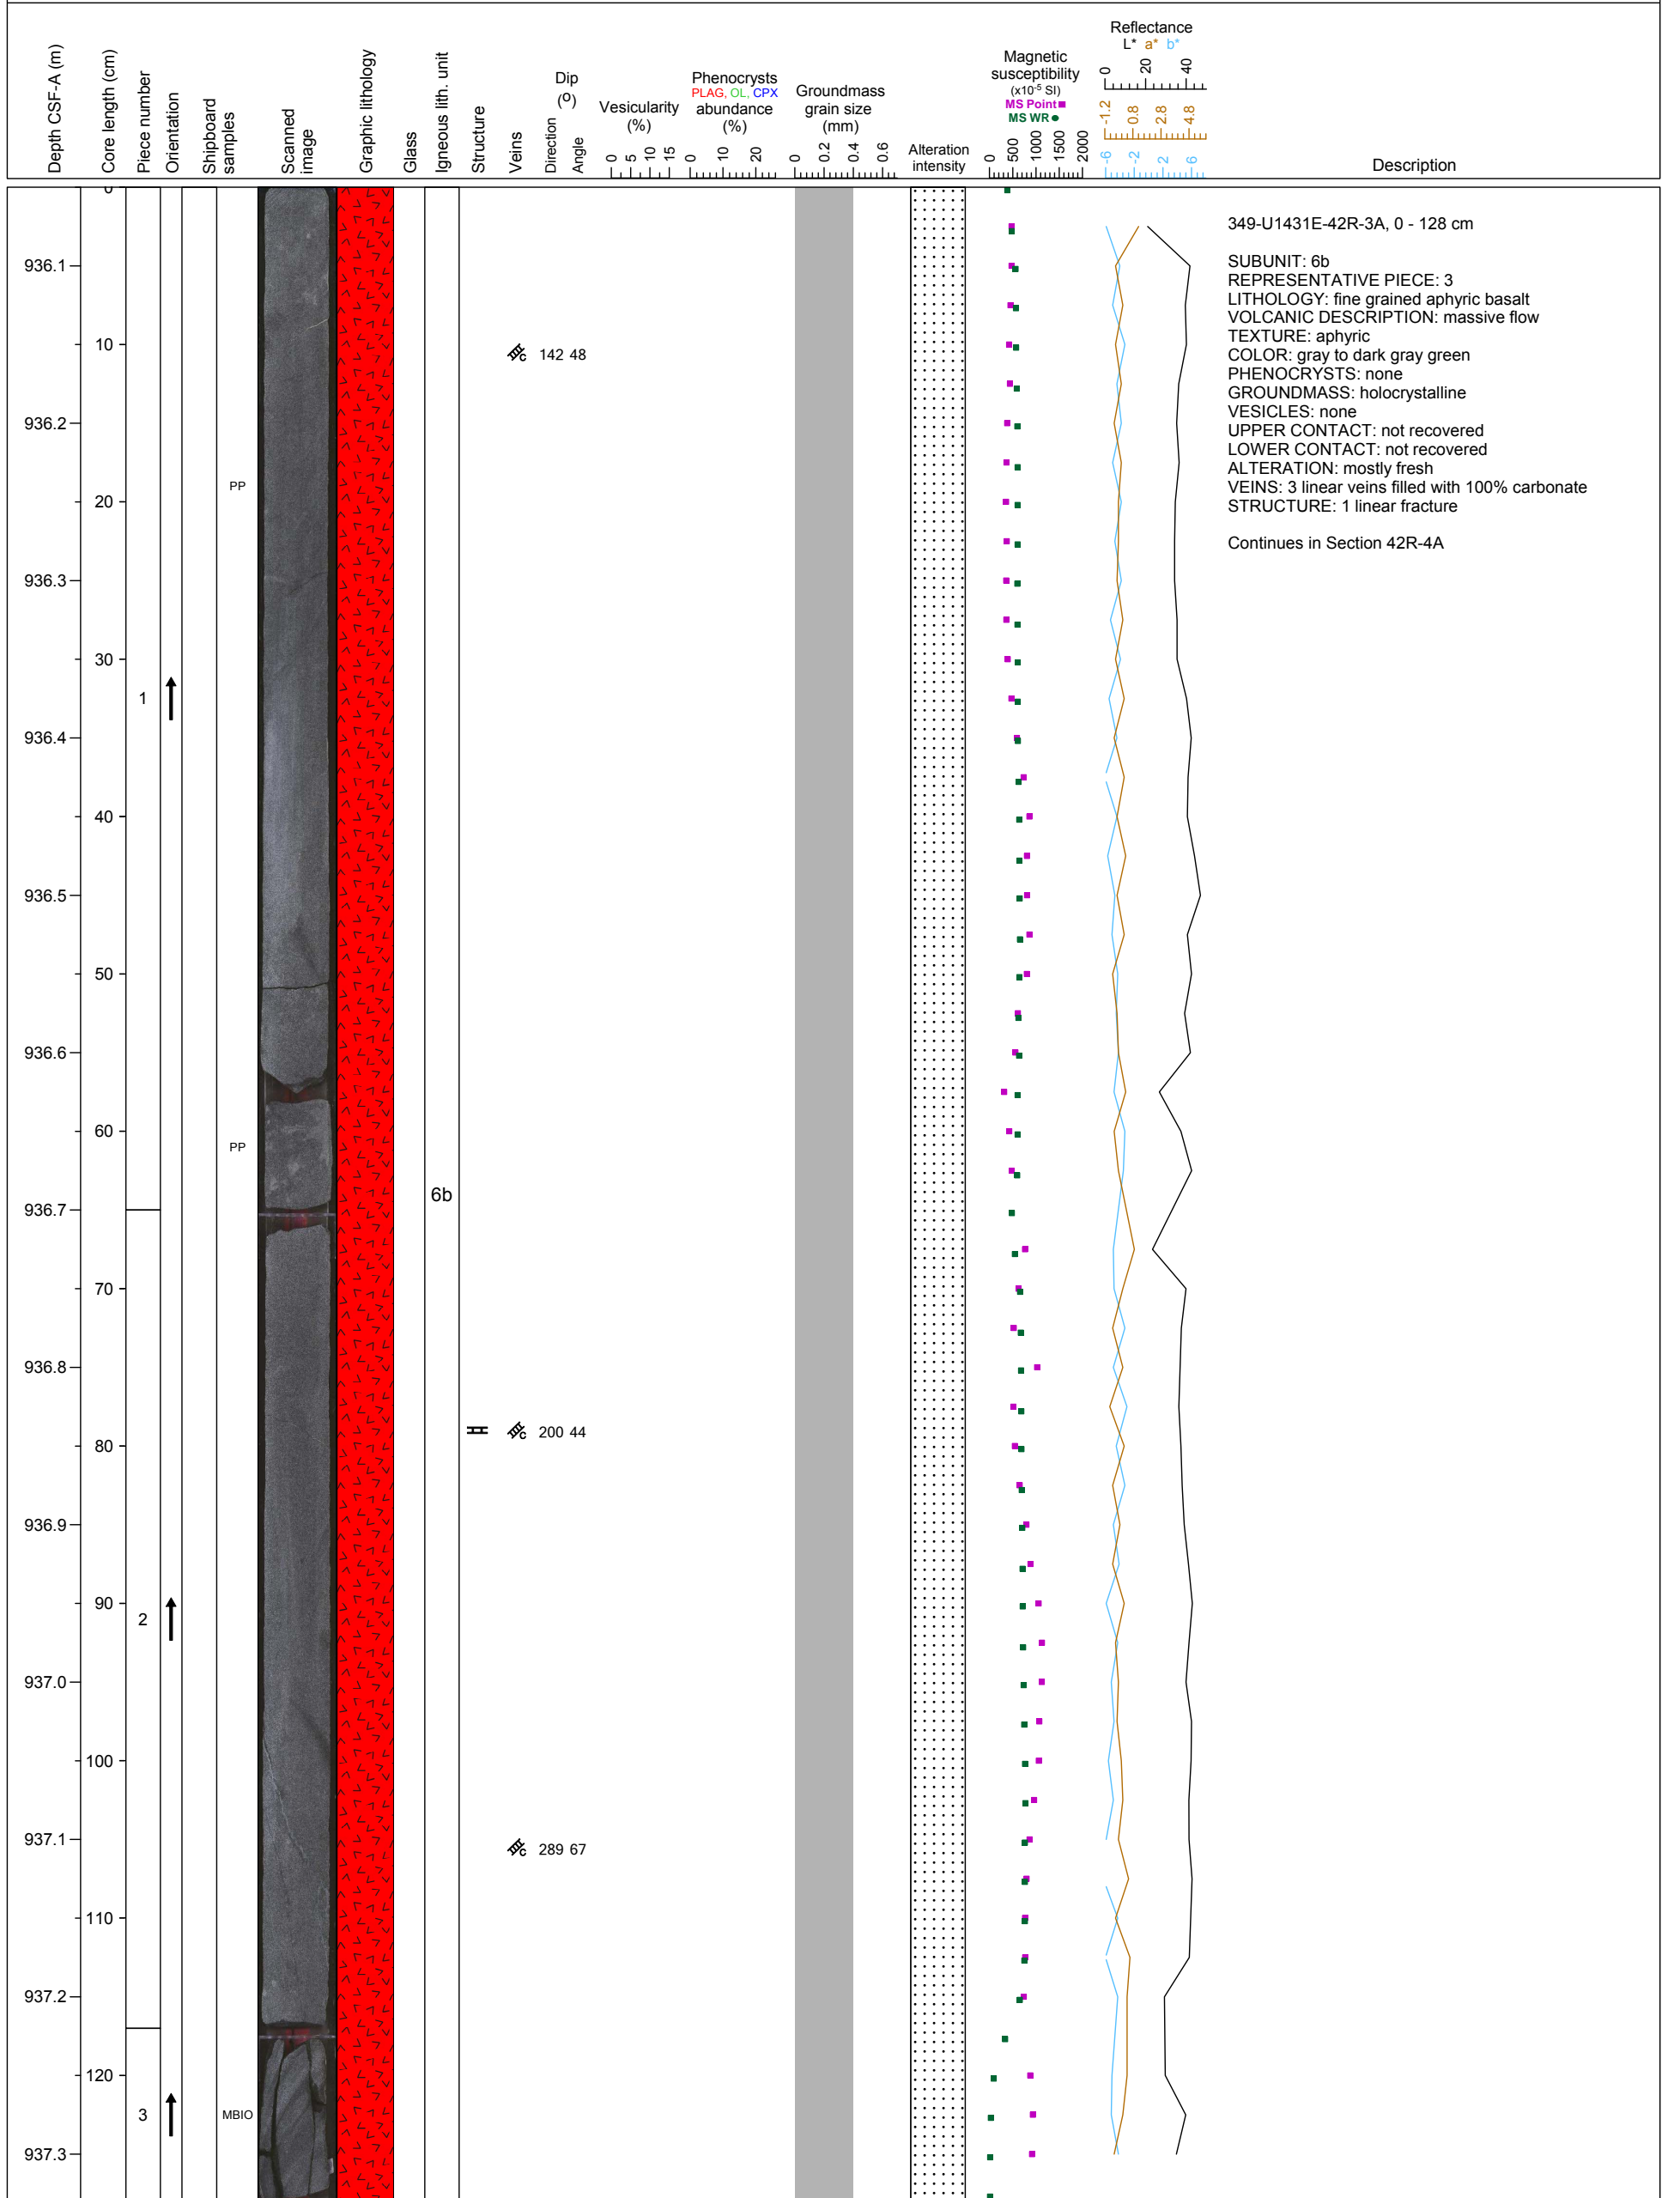 Depth CSF-A (m)
Core length (cm)
Piece number
Orientation
Shipboard
samples
Scanned
image
Graphic lithology
Glass
Igneous lith. unit
Structure
Veins
Dip
(o)
Direction
Angle
Vesicularity
(%)
0 5 10 15
Phenocrysts
PLAG, OL, CPX
abundance
(%)
0 10 20
Groundmass
grain size
(mm)
0 0.2 0.4 0.6
Alteration
intensity
Magnetic
susceptibility
(x10-5 SI)
MS Point
MS WR
0 500 1000 1500 2000
Reflectance
L* a* b*
0 20 40
-1.2 0.8 2.8 4.8
-6 -2 2 6
Description
0
936.1
10
936.2
20
936.3
30
936.4
40
936.5
50
936.6
60
936.7
70
936.8
80
936.9
90
937.0
100
937.1
110
937.2
120
937.3
1
2
3
PP
PP
MBIO
6b
C 142 48
C 200 44
C 289 67
349-U1431E-42R-3A, 0 - 128 cm
SUBUNIT: 6b
REPRESENTATIVE PIECE: 3
LITHOLOGY: fine grained aphyric basalt
VOLCANIC DESCRIPTION: massive flow
TEXTURE: aphyric
COLOR: gray to dark gray green
PHENOCRYSTS: none
GROUNDMASS: holocrystalline
VESICLES: none
UPPER CONTACT: not recovered
LOWER CONTACT: not recovered
ALTERATION: mostly fresh
VEINS: 3 linear veins filled with 100% carbonate
STRUCTURE: 1 linear fracture
Continues in Section 42R-4A